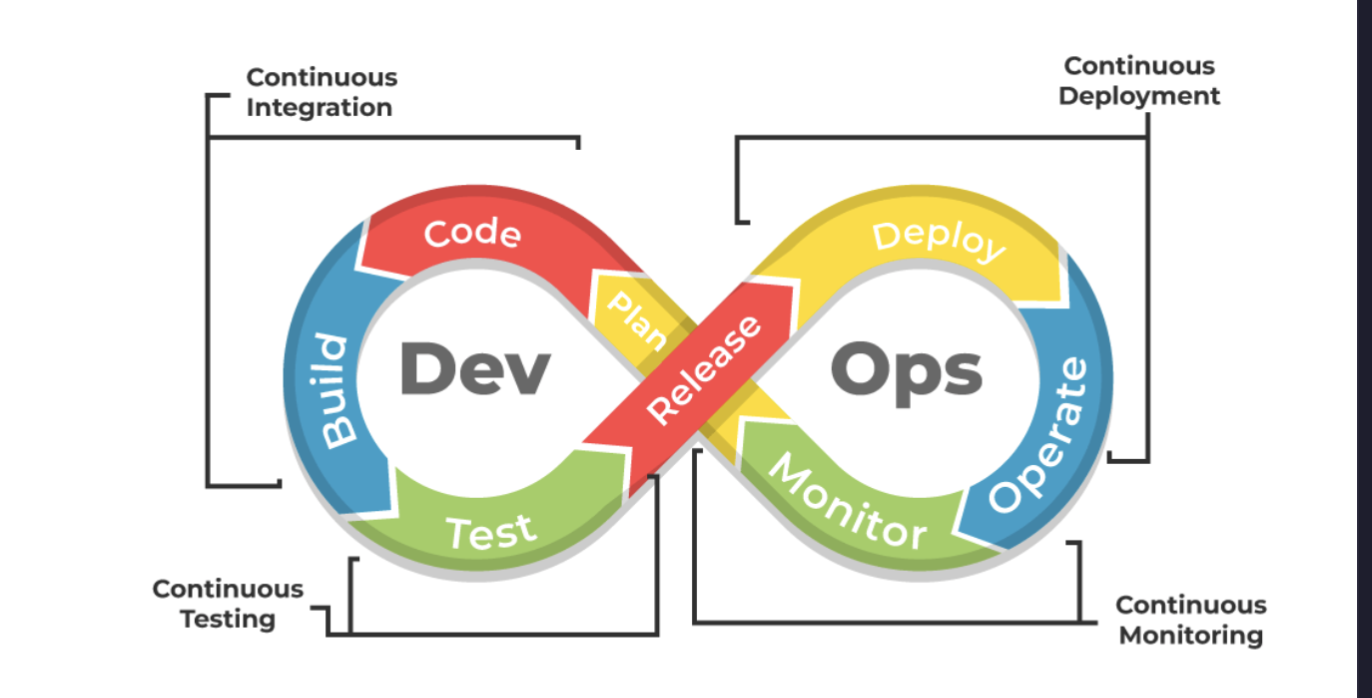 Continuous
Integration
Continuous
Deployment
Code
Deploy
Plan
Release
Build
Dev
Ops
Operate
Test
Monitor
Continuous
Testing
Continuous
Monitoring